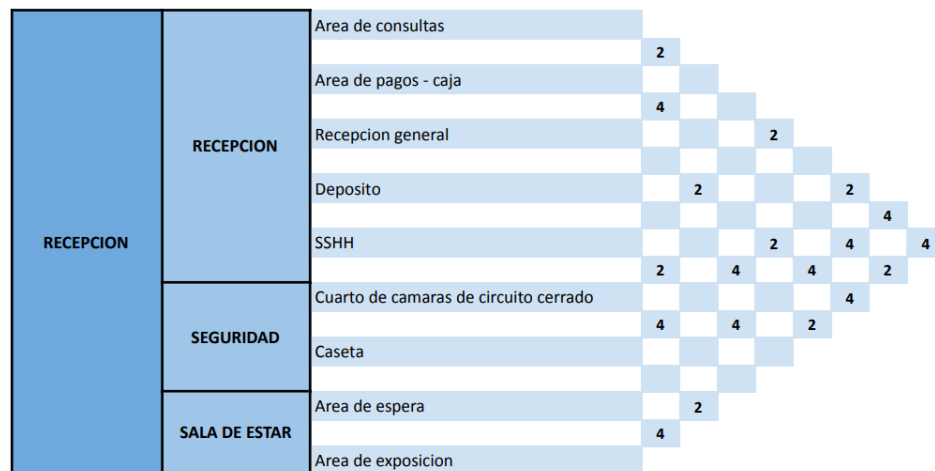 Area de consultas
2
Area de pagos - caja
4
Recepcion general
2
RECEPCION
Deposito
2
2
4
RECEPCION
SSHH
2
4
4
2
4
4
2
Cuarto de camaras de circuito cerrado
4
SEGURIDAD
4
4
2
Caseta
Area de espera
2
SALA DE ESTAR
4
Area de exposicion